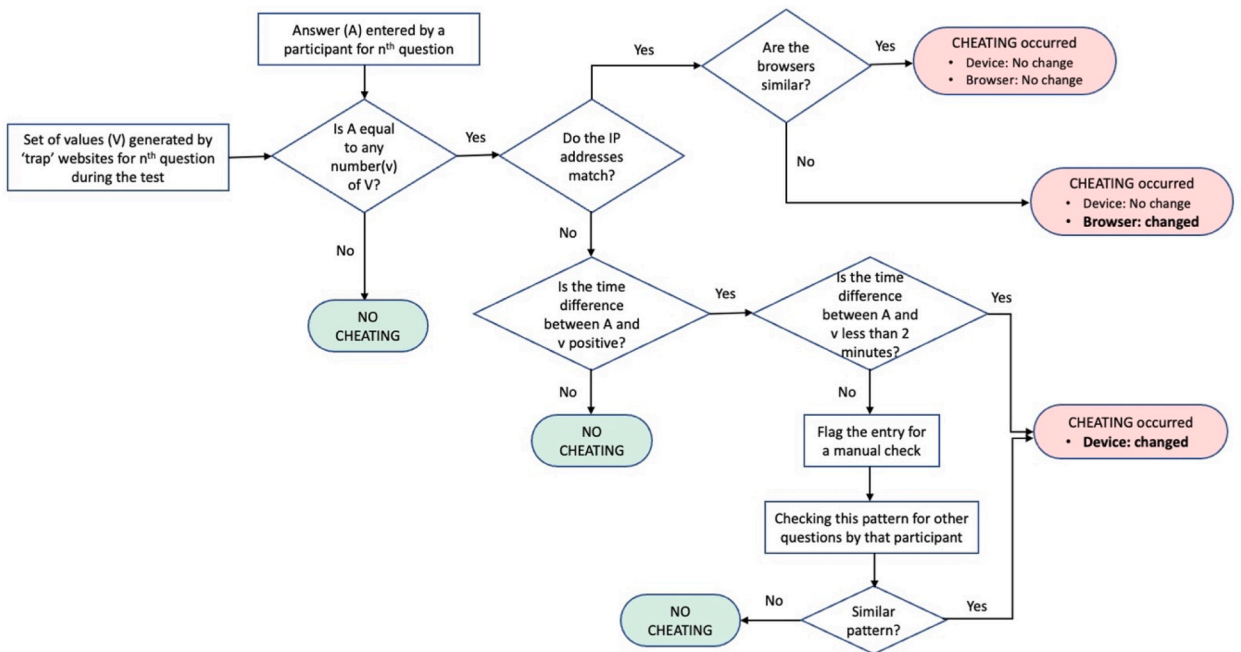 Answer (A) entered by a
participant for nth question
Yes
Are the
browsers
similar?
Yes
CHEATING occurred
• Device: No change
• Browser: No change
Set of values (V) generated by
‘trap’ websites for nth question
during the test
Is A equal
to any
number(v)
of V?
Yes
Do the IP
addresses
match?
No
CHEATING occurred
• Device: No change
• Browser: changed
No
No
NO
CHEATING
Is the time
difference
between A and
v positive?
Yes
Is the time
difference
between A and
v less than 2
minutes?
Yes
No
NO
CHEATING
No
Flag the entry for
a manual check
CHEATING occurred
• Device: changed
Checking this pattern for other
questions by that participant
NO
CHEATING
No
Similar
pattern?
Yes